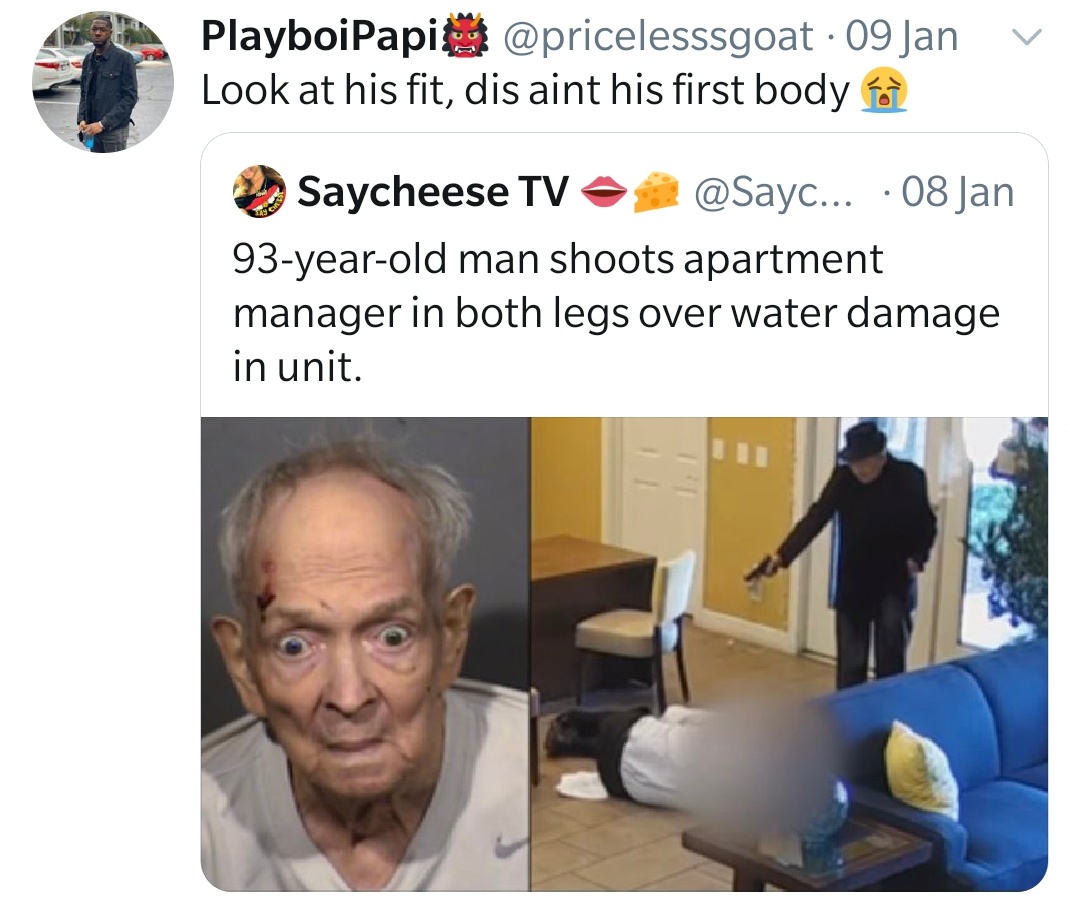 PlayboiPapi👹 @pricelesssgoat · 09 Jan
Look at his fit, dis aint his first body 😭
Saycheese TV 👄🧀 @Sayc... · 08 Jan
93-year-old man shoots apartment
manager in both legs over water damage
in unit.